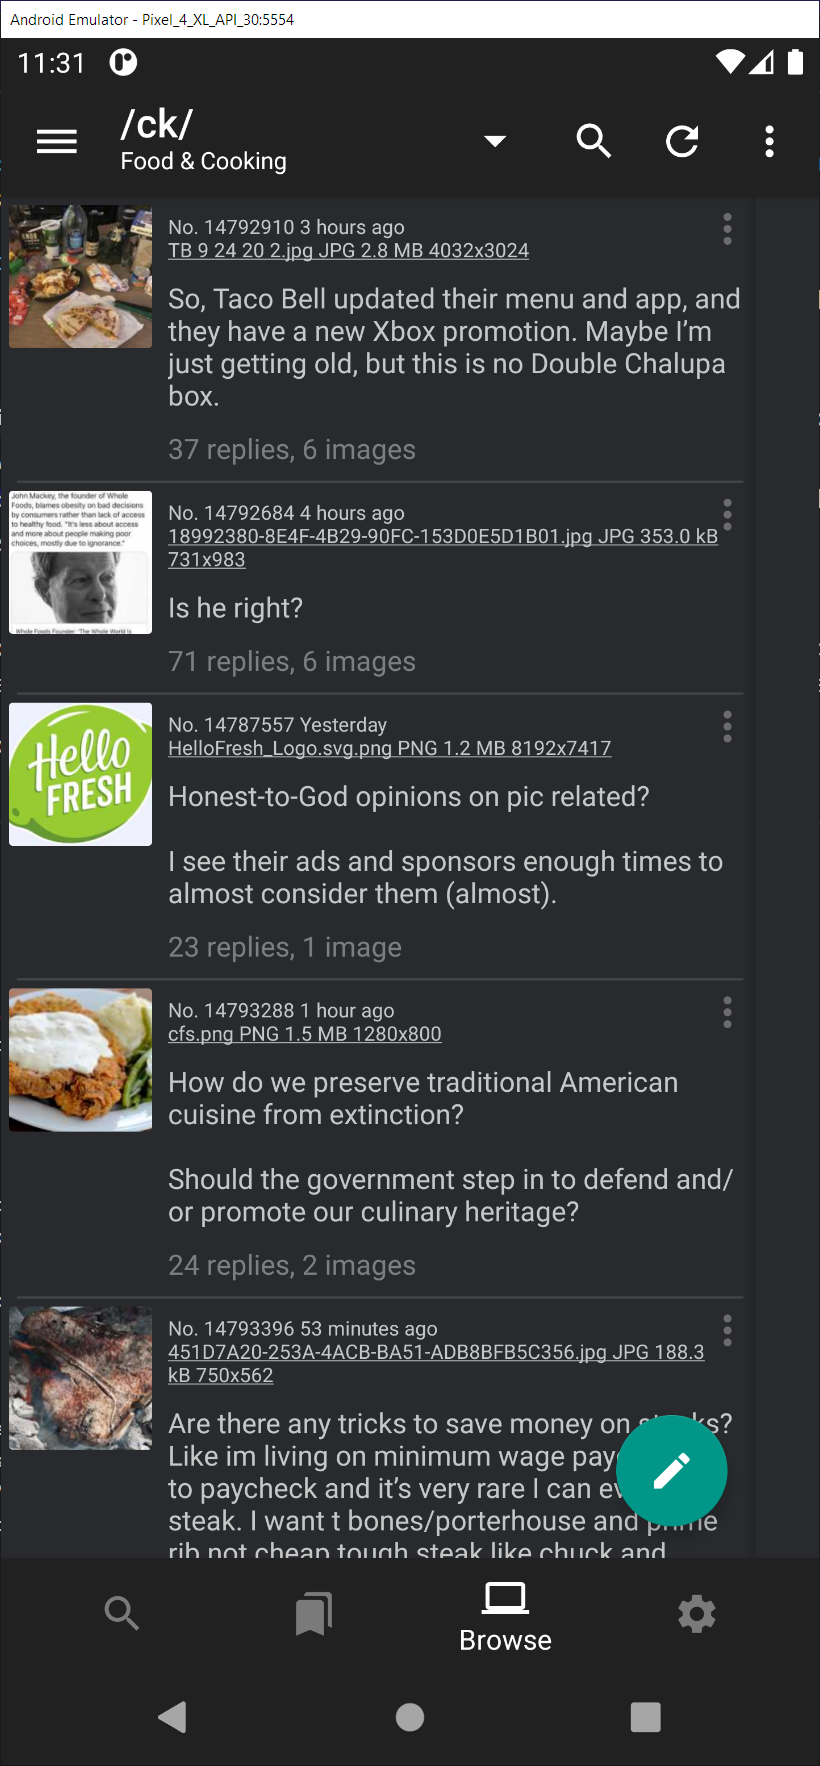 Android Emulator - Pixel_4_XL_API_30:5554
11:31
/ck/
Food & Cooking
No. 14792910 3 hours ago
TB 9 24 20 2.jpg JPG 2.8 MB 4032x3024
So, Taco Bell updated their menu and app, and
they have a new Xbox promotion. Maybe I’m
just getting old, but this is no Double Chalupa
box.
37 replies, 6 images
John Mackey, the founder of Whole
Foods, blames obesity on bad decisions
by consumers rather than lack of access
to healthy food. "It's less about access
and more about people making poor
choices, mostly due to ignorance."
Whole Foods Founder: "The Whole World is
No. 14792684 4 hours ago
18992380-8E4F-4B29-90FC-153D0E5D1B01.jpg JPG 353.0 kB
731x983
Is he right?
71 replies, 6 images
Hello
FRESH
No. 14787557 Yesterday
HelloFresh_Logo.svg.png PNG 1.2 MB 8192x7417
Honest-to-God opinions on pic related?
I see their ads and sponsors enough times to
almost consider them (almost).
23 replies, 1 image
No. 14793288 1 hour ago
cfs.png PNG 1.5 MB 1280x800
How do we preserve traditional American
cuisine from extinction?
Should the government step in to defend and/
or promote our culinary heritage?
24 replies, 2 images
No. 14793396 53 minutes ago
451D7A20-253A-4ACB-BA51-ADB8BFB5C356.jpg JPG 188.3
kB 750x562
Are there any tricks to save money on
Like im living on minimum wage
to paycheck and it’s very rare I can
steak. I want t bones/porterhouse and prime
rib not cheap tough steak like chuck and
Browse